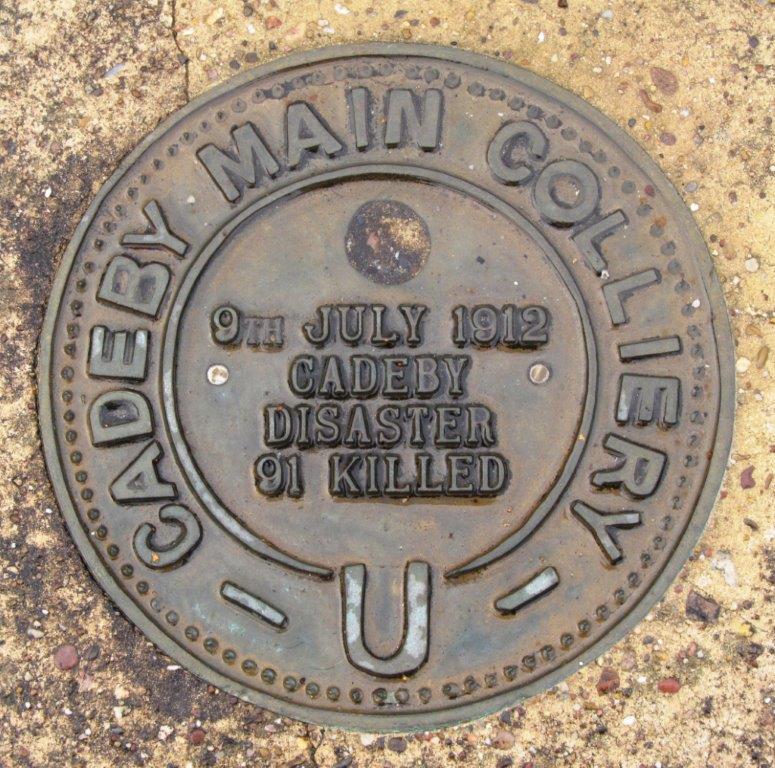 CADEBY MAIN COLLIERY
9TH JULY 1912
CADEBY
DISASTER
91 KILLED
- U -